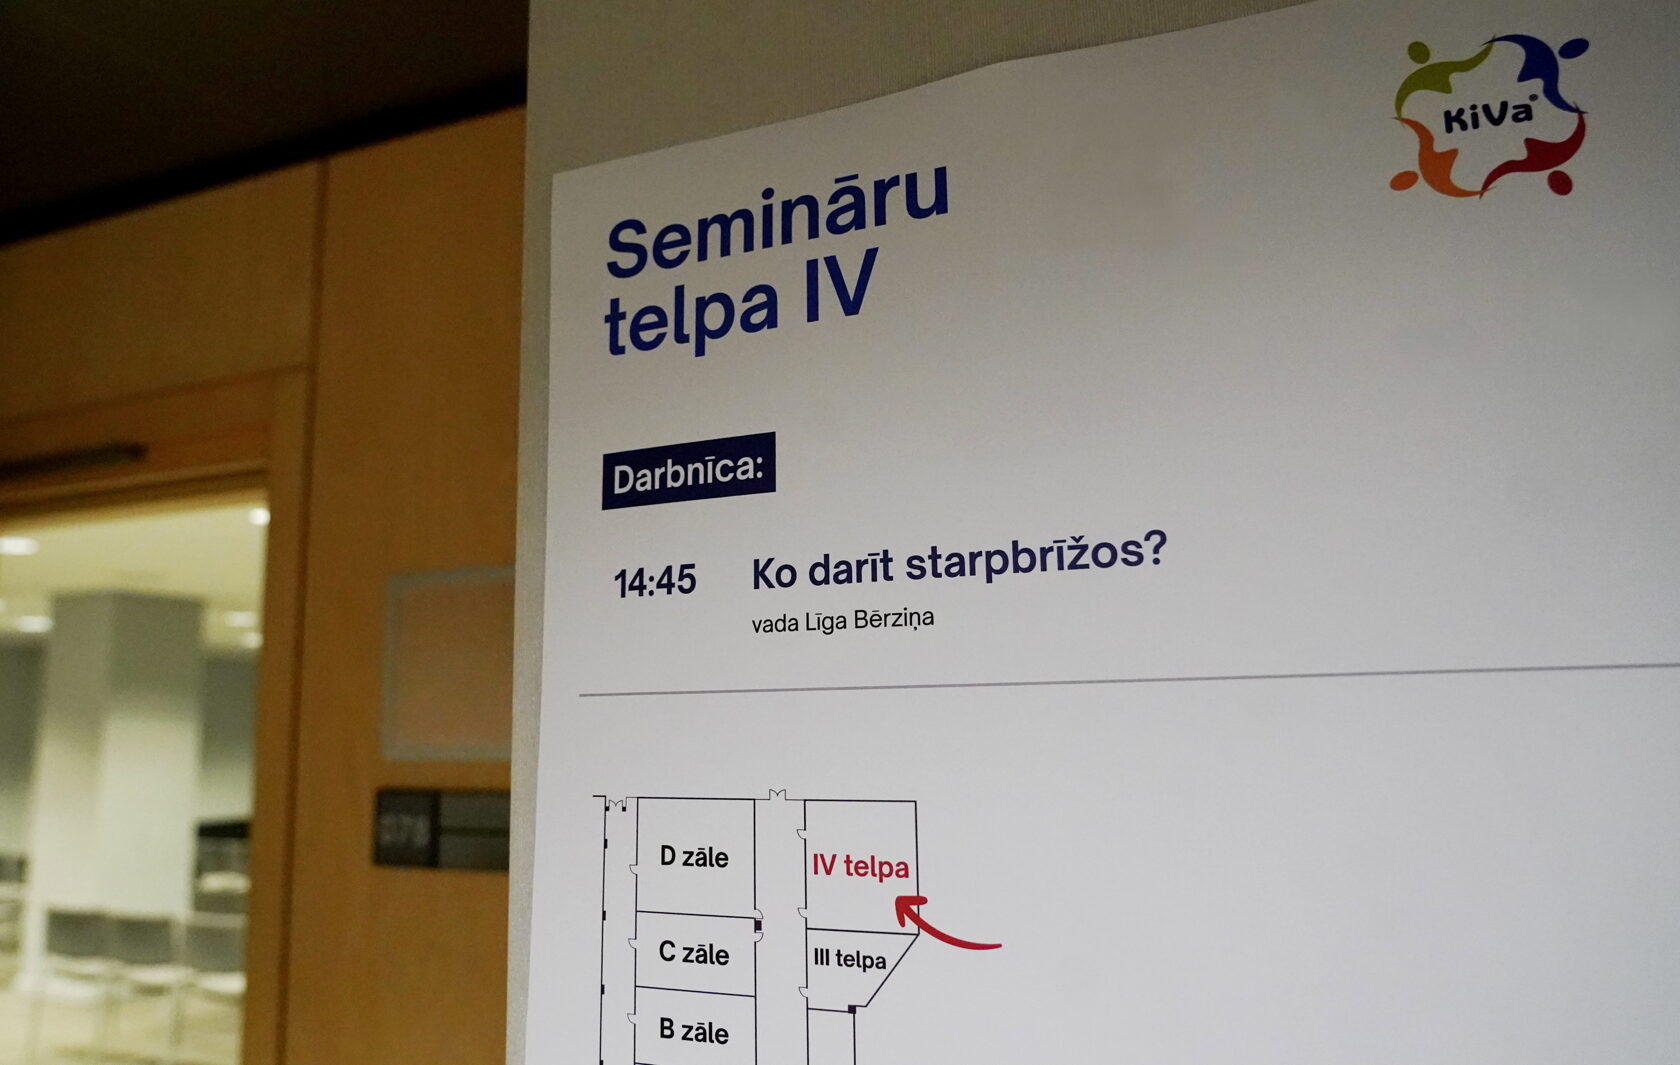 KiVa®
Semināru
telpa IV
Darbnīca:
14:45 Ko darīt starpbrīžos?
vada Līga Bērziņa
D zāle
IV telpa
C zāle
III telpa
B zāle